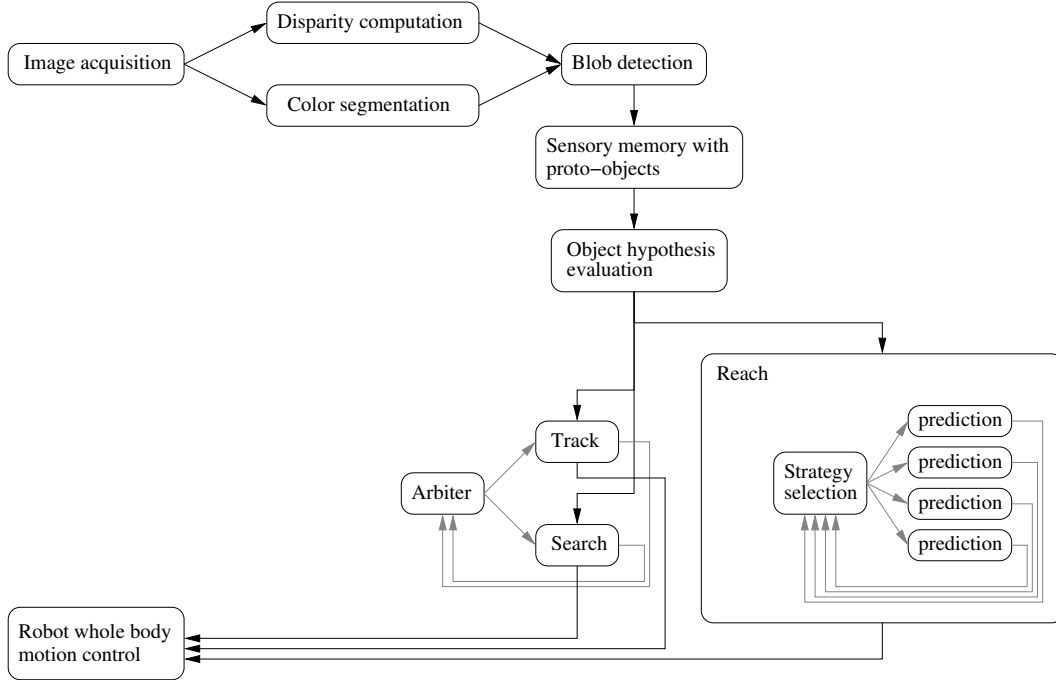 Disparity computation
Image acquisition
Blob detection
Color segmentation
Sensory memory with
proto−objects
Object hypothesis
evaluation
Reach
Track
Arbiter
Search
Strategy
selection
prediction
prediction
prediction
prediction
Robot whole body
motion control